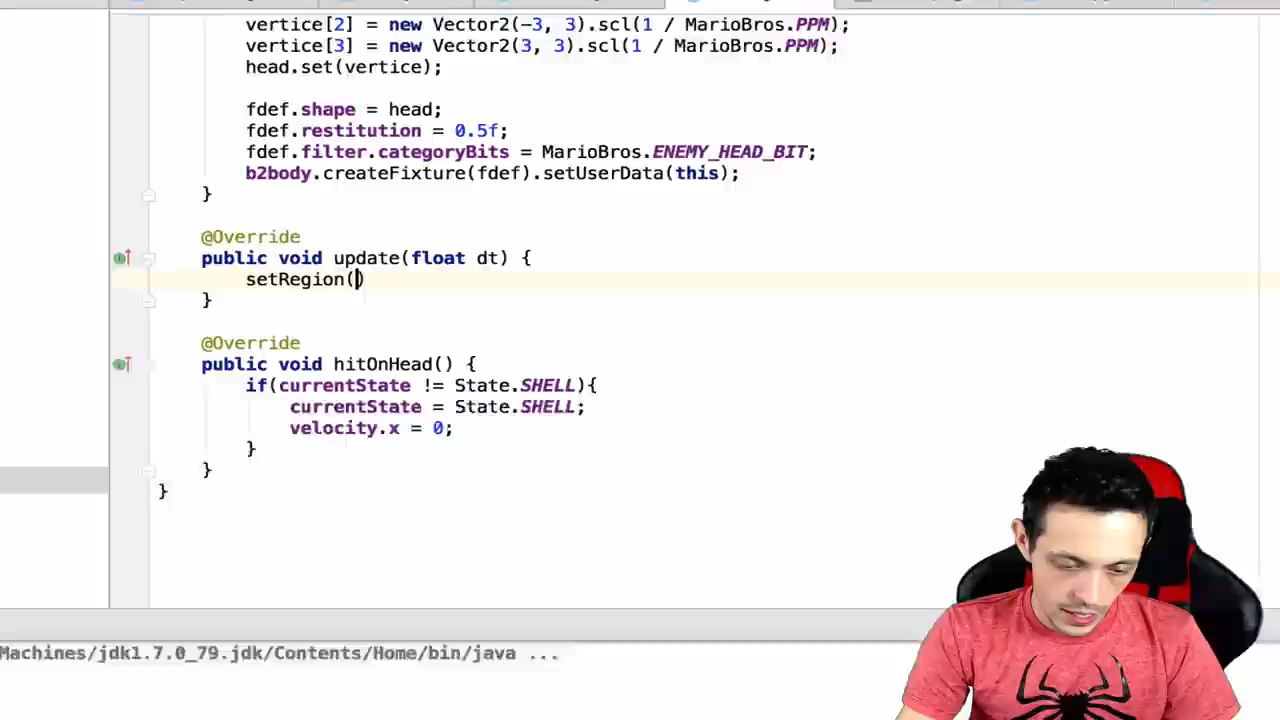 vertice[2] = new Vector2(-3, 3).scl(1 / MarioBros.PPM);
vertice[3] = new Vector2(3, 3).scl(1 / MarioBros.PPM);
head.set(vertice);
fdef.shape = head;
fdef.restitution = 0.5f;
fdef.filter.categoryBits = MarioBros.ENEMY_HEAD_BIT;
b2body.createFixture(fdef).setUserData(this);
}
@Override
public void update(float dt) {
setRegion()
}
@Override
public void hitOnHead() {
if(currentState != State.SHELL){
currentState = State.SHELL;
velocity.x = 0;
}
}
}
Machines/jdk1.7.0_79.jdk/Contents/Home/bin/java ...